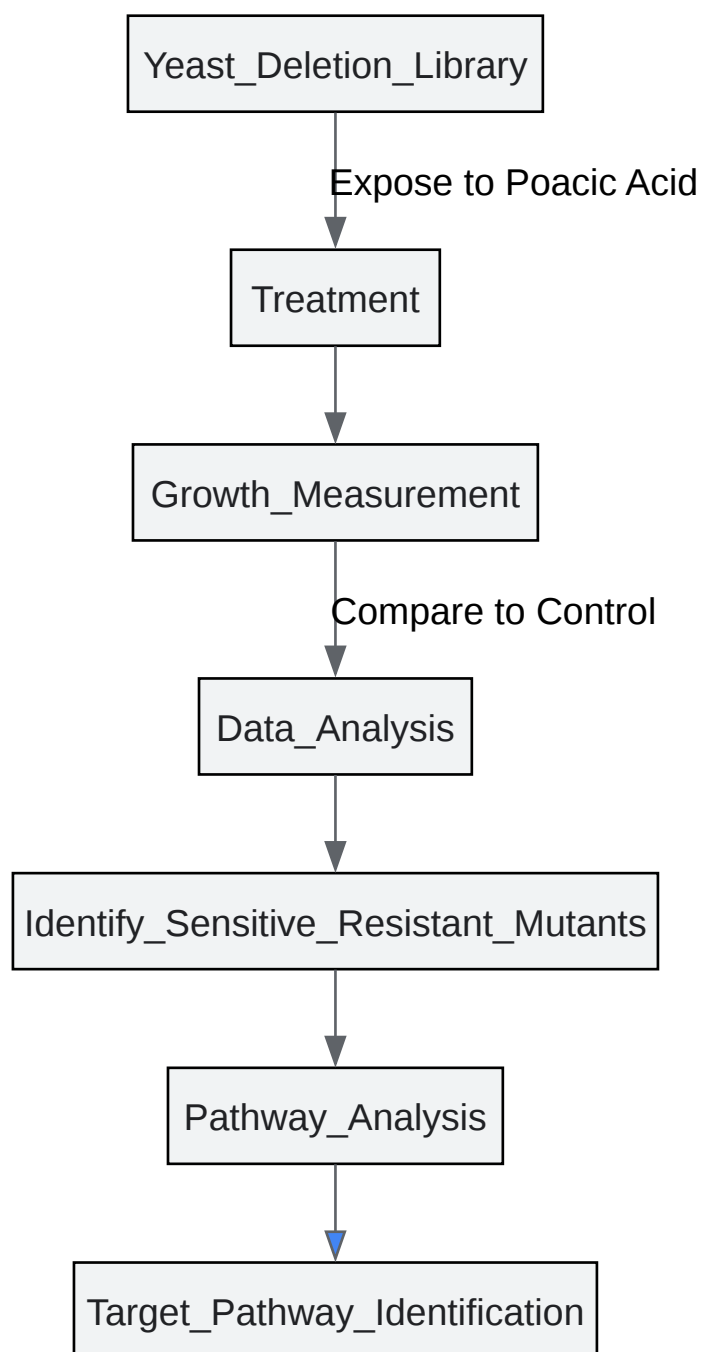 Yeast_Deletion_Library
Expose to Poacic Acid
Treatment
Growth_Measurement
Compare to Control
Data_Analysis
Identify_Sensitive_Resistant_Mutants
Pathway_Analysis
Target_Pathway_Identification